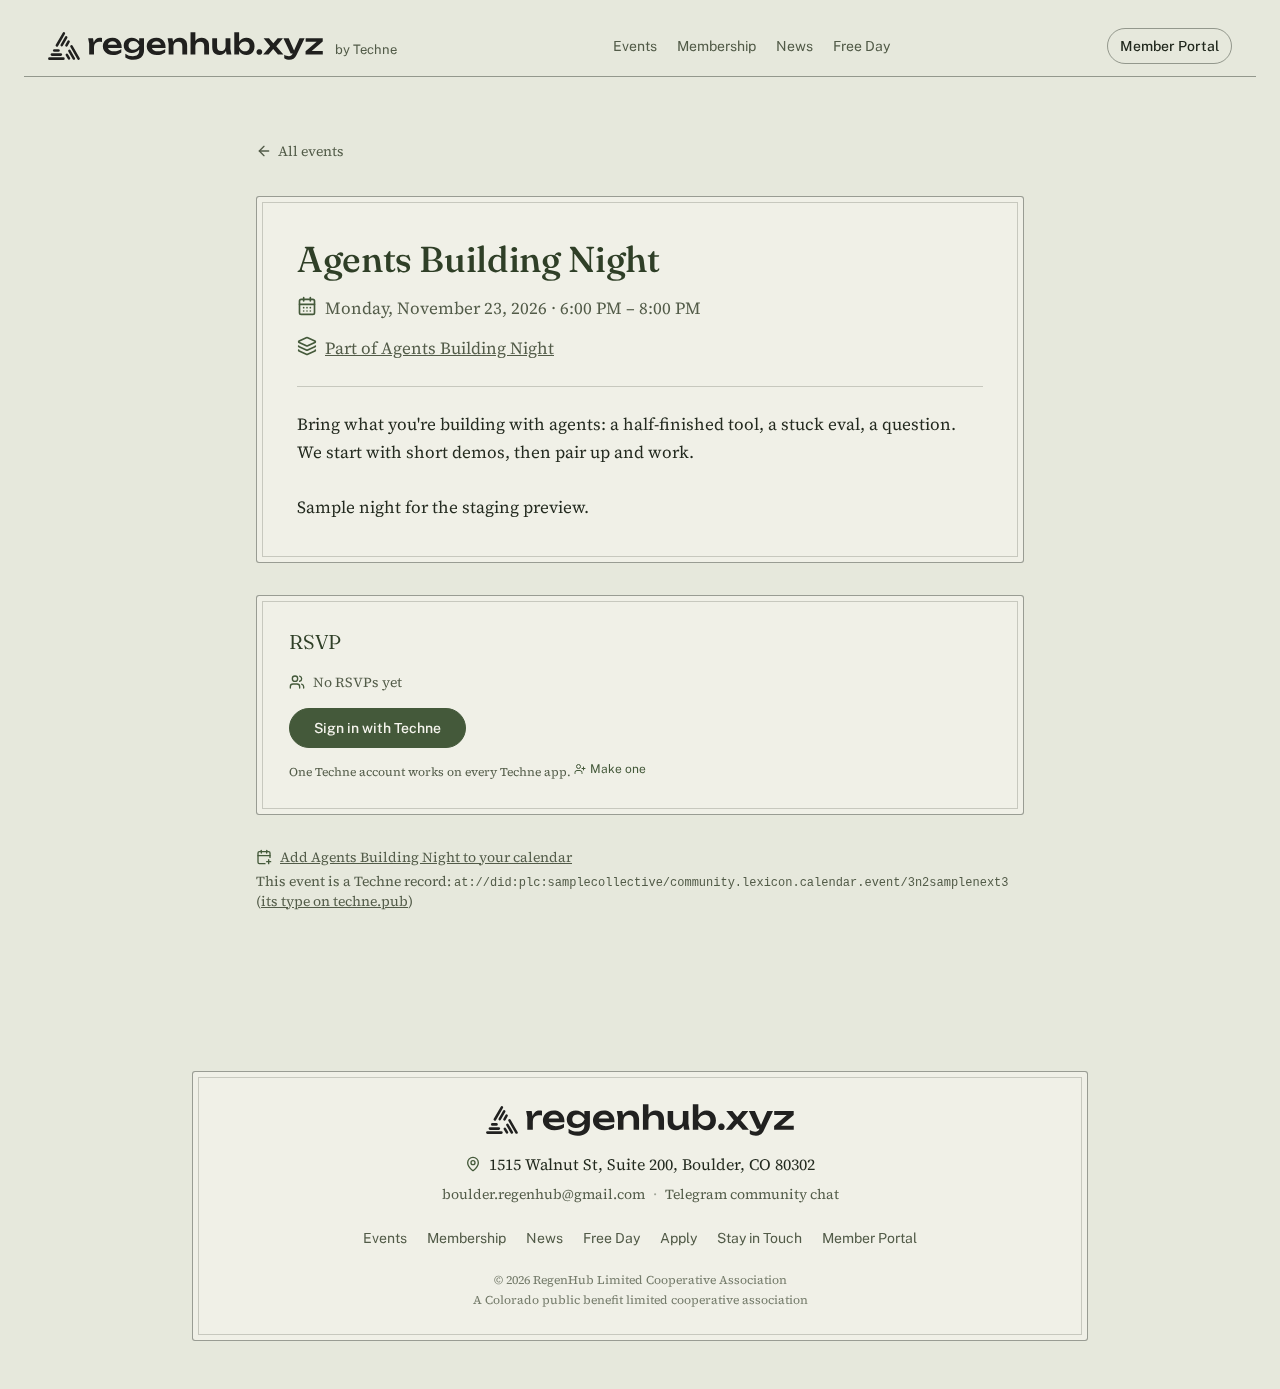 regenhub.xyz by Techne
Events Membership News Free Day
Member Portal
All events
Agents Building Night
Monday, November 23, 2026 · 6:00 PM – 8:00 PM
Part of Agents Building Night
Bring what you're building with agents: a half-finished tool, a stuck eval, a question.
We start with short demos, then pair up and work.
Sample night for the staging preview.
RSVP
No RSVPs yet
Sign in with Techne
One Techne account works on every Techne app. Make one
Add Agents Building Night to your calendar
This event is a Techne record: at://did:plc:samplecollective/community.lexicon.calendar.event/3n2samplenext3
(its type on techne.pub)
regenhub.xyz
1515 Walnut St, Suite 200, Boulder, CO 80302
boulder.regenhub@gmail.com · Telegram community chat
Events Membership News Free Day Apply Stay in Touch Member Portal
© 2026 RegenHub Limited Cooperative Association
A Colorado public benefit limited cooperative association